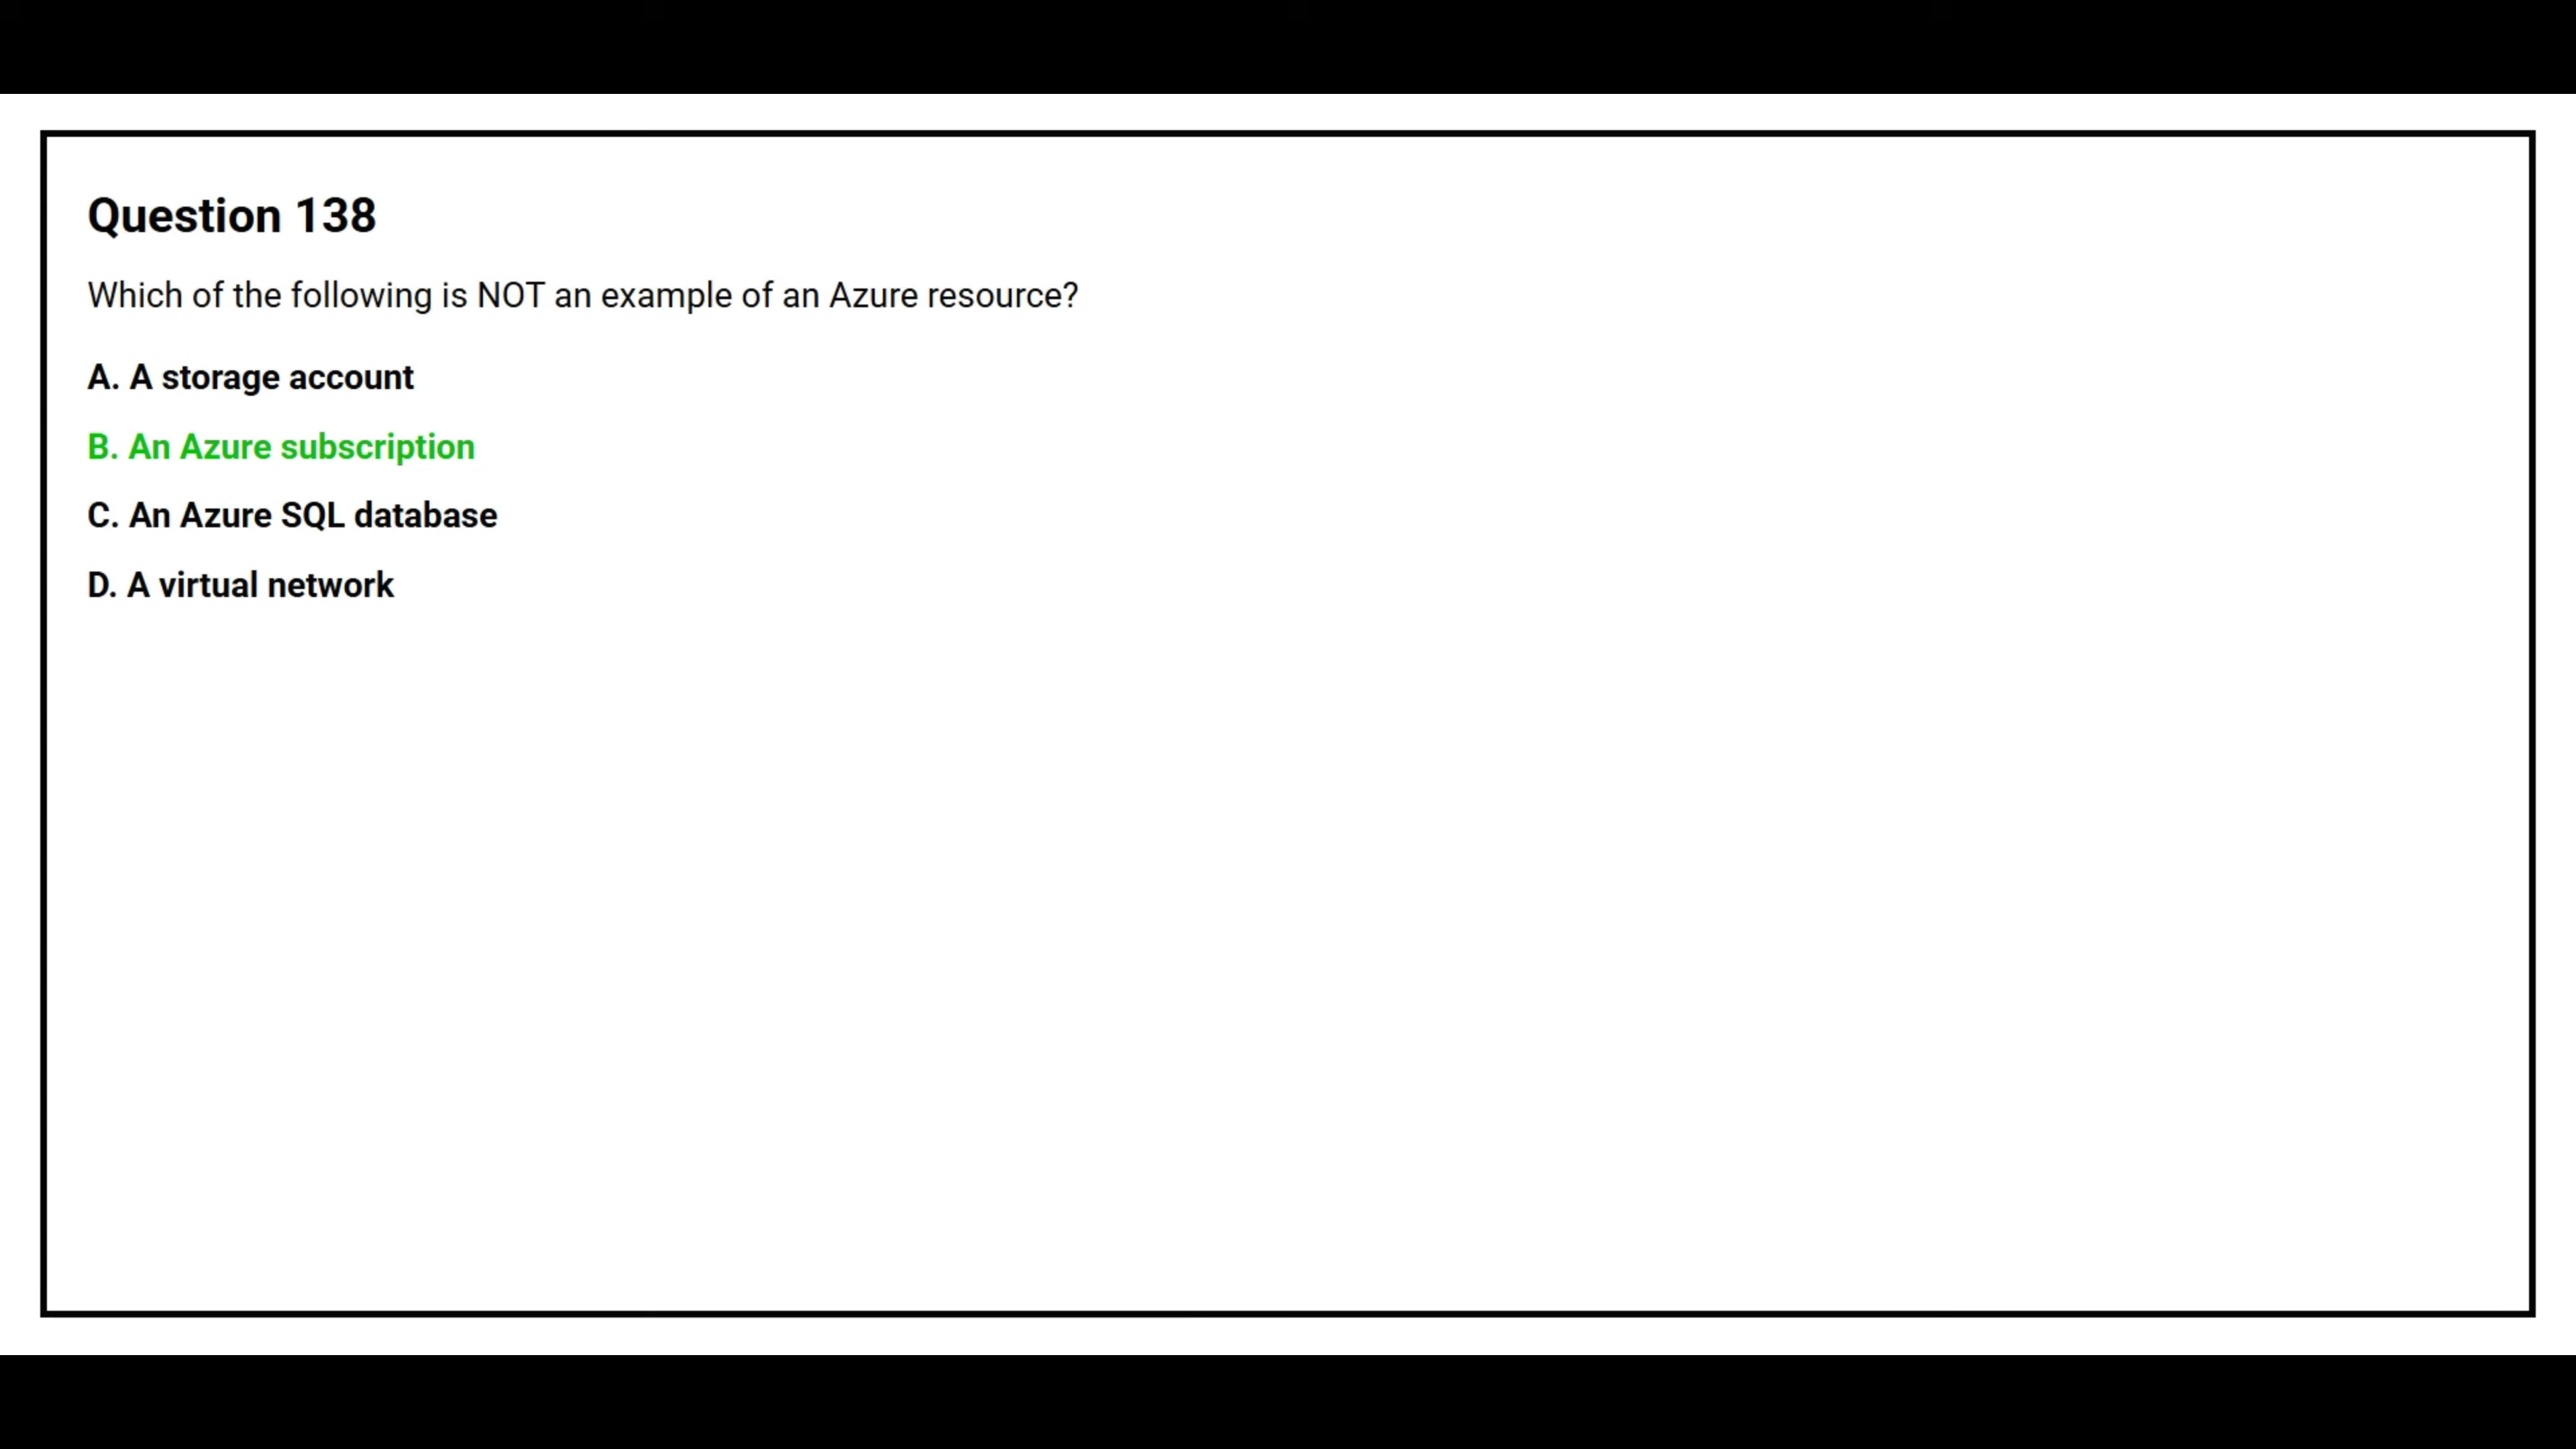 Question 138
Which of the following is NOT an example of an Azure resource?
A. A storage account
B. An Azure subscription
C. An Azure SQL database
D. A virtual network